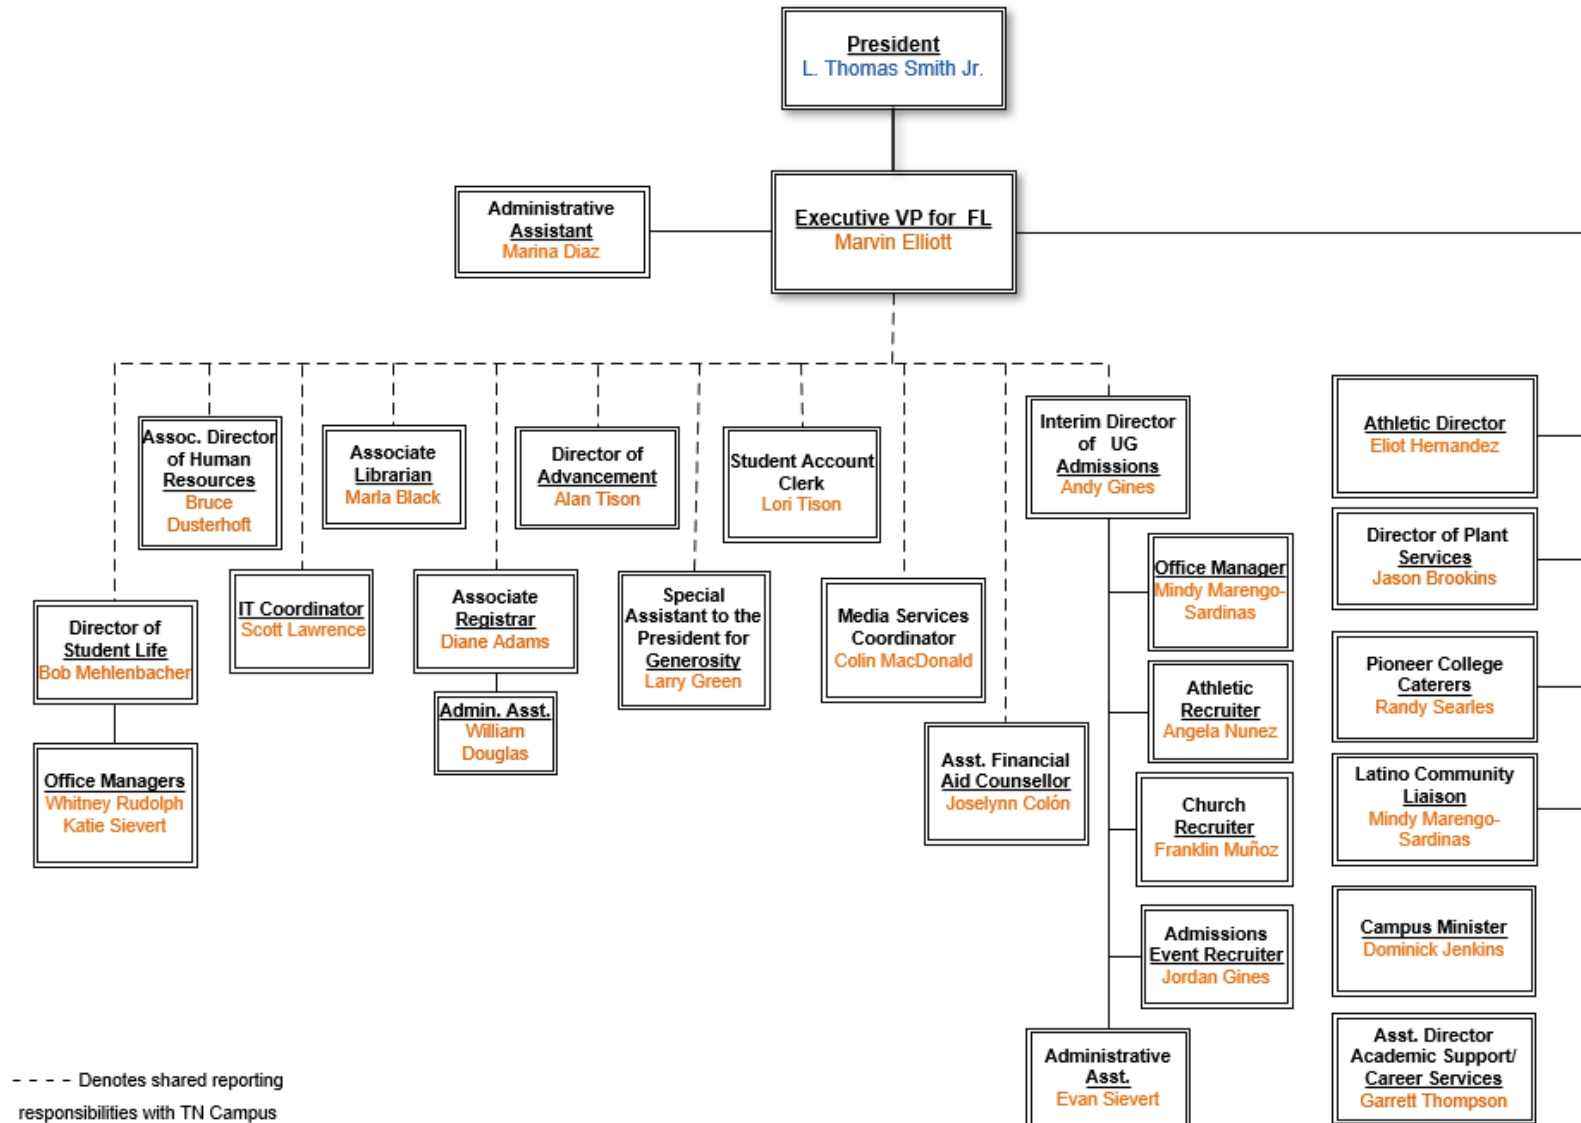 President
L. Thomas Smith Jr.
Administrative
Assistant
Marina Diaz
Executive VP for FL
Marvin Elliott
Assoc. Director
of Human
Resources
Bruce
Dusterhoft
Associate
Librarian
Marla Black
Director of
Advancement
Alan Tison
Student Account
Clerk
Lori Tison
Interim Director
of UG
Admissions
Andy Gines
Athletic Director
Eliot Hernandez
Director of
Student Life
Bob Mehlenbacher
IT Coordinator
Scott Lawrence
Associate
Registrar
Diane Adams
Special
Assistant to the
President for
Generosity
Larry Green
Media Services
Coordinator
Colin MacDonald
Office Manager
Mindy Marengo-
Sardinas
Director of Plant
Services
Jason Brookins
Office Managers
Whitney Rudolph
Katie Sievert
Admin. Asst.
William
Douglas
Asst. Financial
Aid Counsellor
Joselynn Colón
Athletic
Recruiter
Angela Nunez
Pioneer College
Caterers
Randy Searles
Church
Recruiter
Franklin Muñoz
Latino Community
Liaison
Mindy Marengo-
Sardinas
Admissions
Event Recruiter
Jordan Gines
Campus Minister
Dominick Jenkins
Administrative
Asst.
Evan Sievert
Asst. Director
Academic Support/
Career Services
Garrett Thompson
- - - - Denotes shared reporting
responsibilities with TN Campus